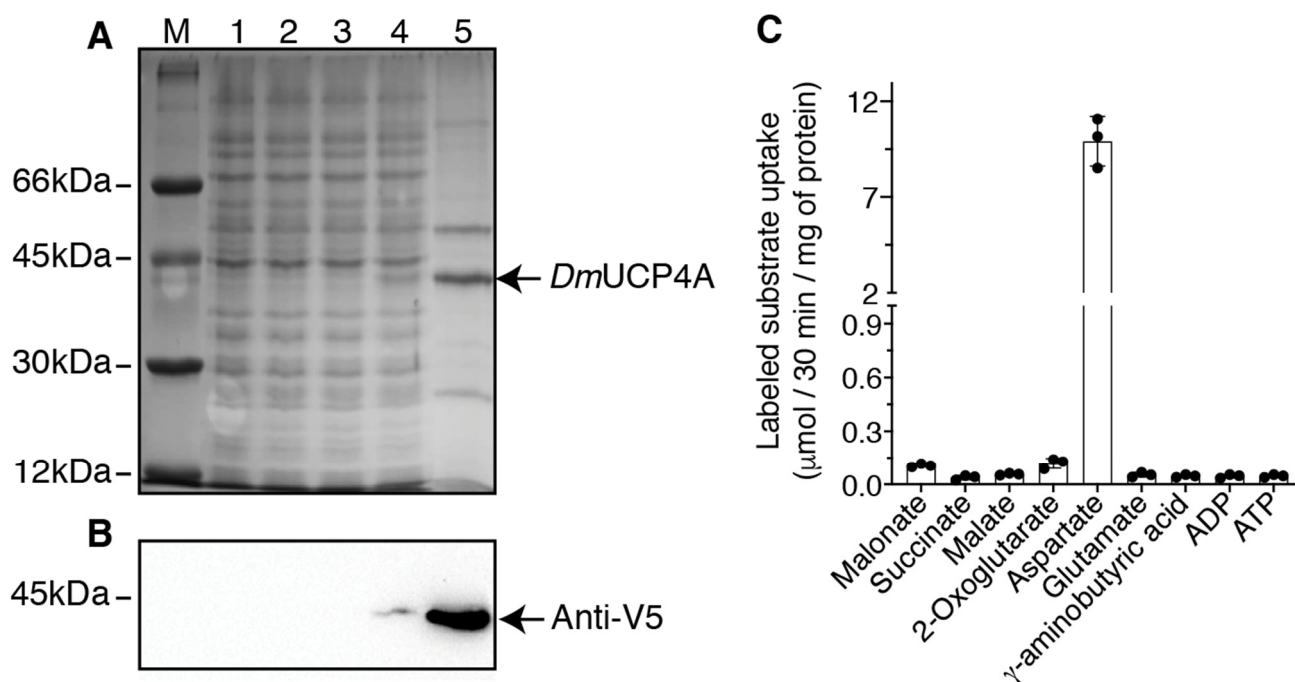 A
M 1 2 3 4 5
66kDa
45kDa
DmUCP4A
30kDa
12kDa
B
45kDa
Anti-V5
C
Labeled substrate uptake
(μmol / 30 min / mg of protein)
12
7
2
0.9
0.6
0.3
0.0
Malonate
Succinate
Malate
2-Oxoglutarate
Aspartate
Glutamate
γ-aminobutyric acid
ADP
ATP